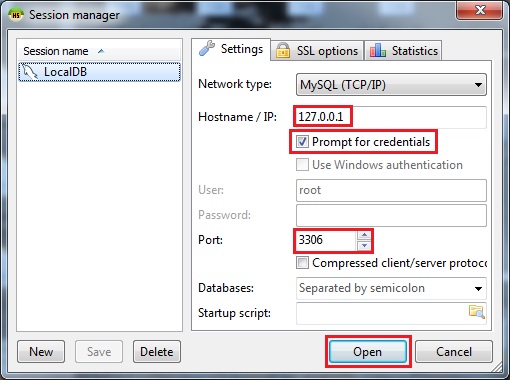 HS Session manager
Session name
LocalDB
Settings
SSL options
Statistics
Network type:
MySQL (TCP/IP)
Hostname / IP:
127.0.0.1
Prompt for credentials
Use Windows authentication
User:
root
Password:
Port:
3306
Compressed client/server protoco
Databases:
Separated by semicolon
Startup script:
New
Save
Delete
Open
Cancel